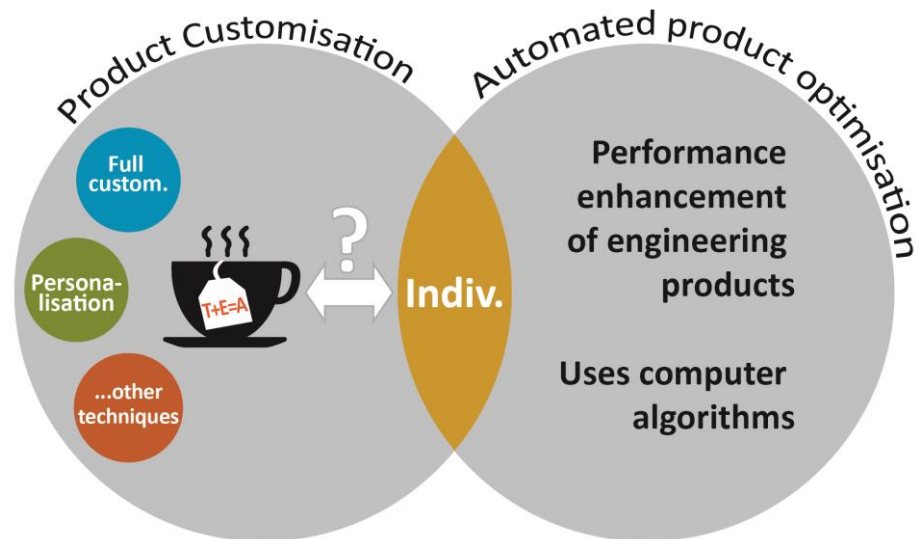 Product Customisation
Automated product optimisation
Full
custom.
Persona-
lisation
...other
techniques
T+E=A
?
Indiv.
Performance
enhancement
of engineering
products
Uses computer
algorithms